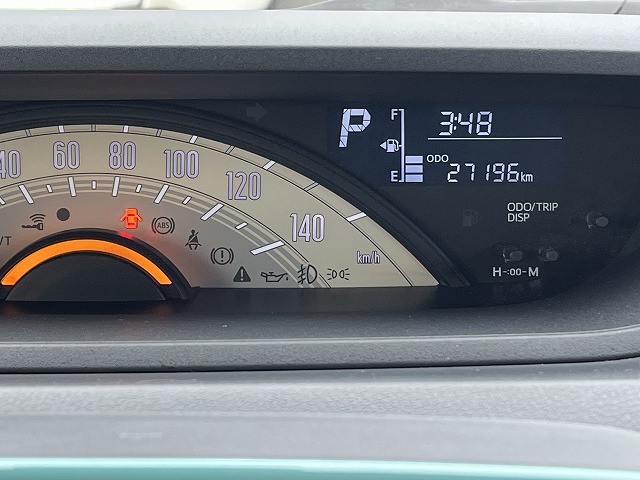 P
F
3:48
E
ODO
27196km
40
60
80
100
120
140
km/h
/T
(ABS)
ODO/TRIP
DISP
H-:00-M